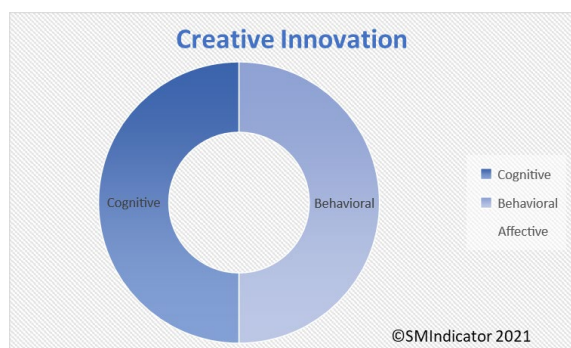 Creative Innovation
Cognitive
Behavioral
Cognitive
Behavioral
Affective
©SMIndicator 2021